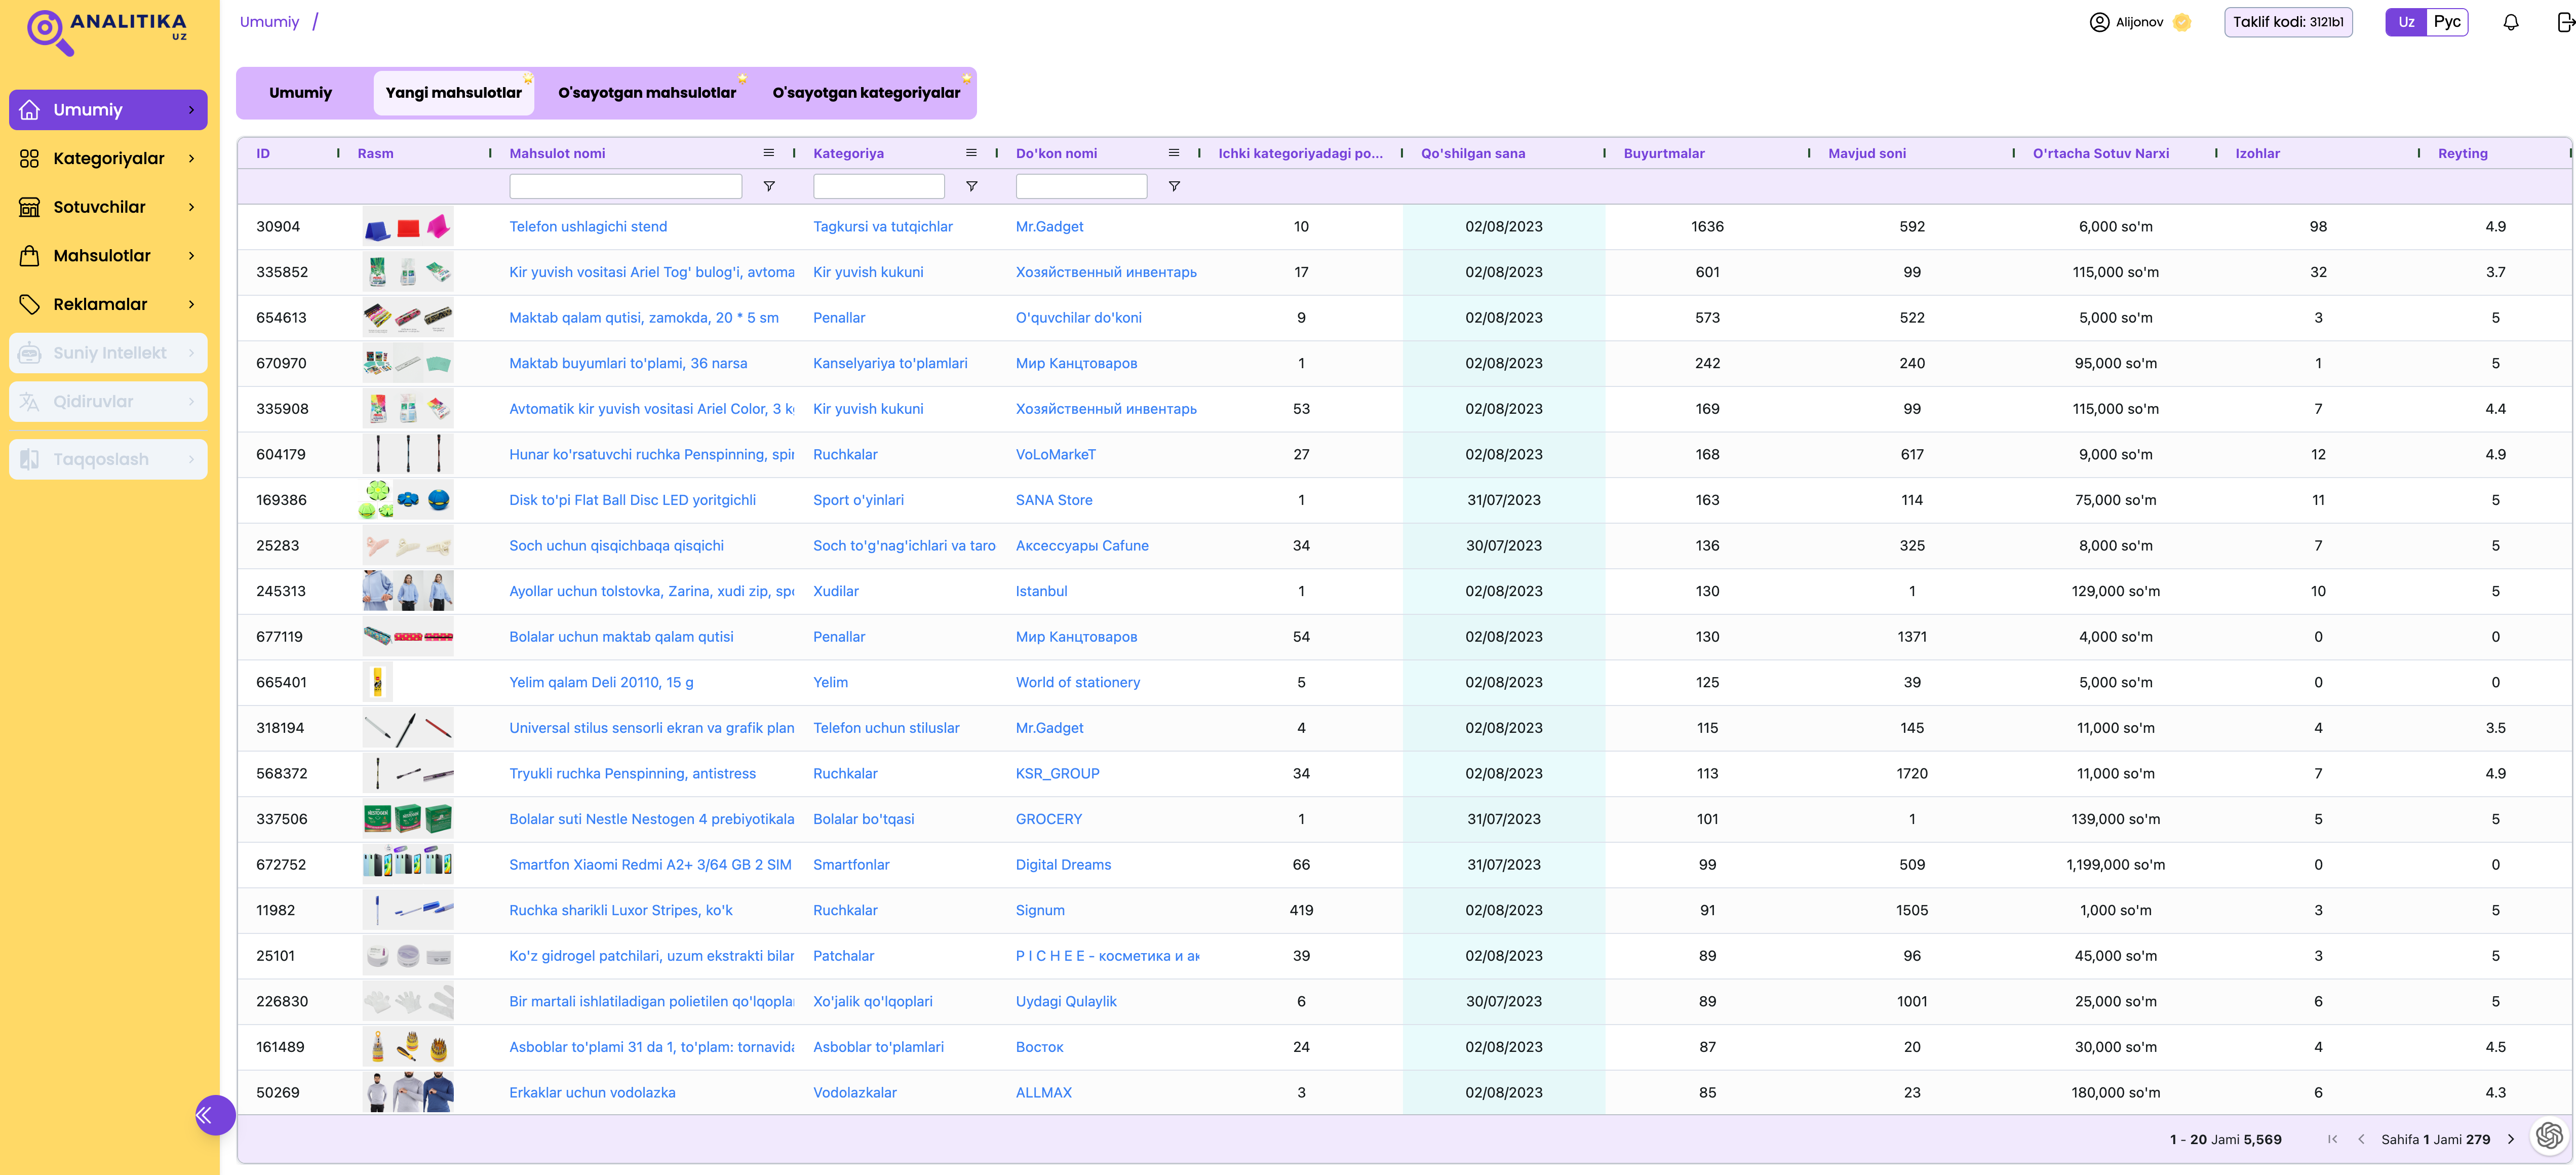 ANALITIKA
UZ
Umumiy /
Alijonov
Taklif kodi: 3121b1
Uz Рус
Umumiy
Kategoriyalar
Sotuvchilar
Mahsulotlar
Reklamalar
Suniy Intellekt
Qidiruvlar
Taqqoslash
Umumiy Yangi mahsulotlar O'sayotgan mahsulotlar O'sayotgan kategoriyalar
ID Rasm Mahsulot nomi Kategoriya Do'kon nomi Ichki kategoriyadagi po... Qo'shilgan sana Buyurtmalar Mavjud soni O'rtacha Sotuv Narxi Izohlar Reyting
30904 Telefon ushlagichi stend Tagkursi va tutqichlar Mr.Gadget 10 02/08/2023 1636 592 6,000 so'm 98 4.9
335852 Kir yuvish vositasi Ariel Tog' bulog'i, avtoma Kir yuvish kukuni Хозяйственный инвентарь 17 02/08/2023 601 99 115,000 so'm 32 3.7
654613 Maktab qalam qutisi, zamokda, 20 * 5 sm Penallar O'quvchilar do'koni 9 02/08/2023 573 522 5,000 so'm 3 5
670970 Maktab buyumlari to'plami, 36 narsa Kanselyariya to'plamlari Мир Канцтоваров 1 02/08/2023 242 240 95,000 so'm 1 5
335908 Avtomatik kir yuvish vositasi Ariel Color, 3 kg Kir yuvish kukuni Хозяйственный инвентарь 53 02/08/2023 169 99 115,000 so'm 7 4.4
604179 Hunar ko'rsatuvchi ruchka Penspinning, spin Ruchkalar VoLoMarkeT 27 02/08/2023 168 617 9,000 so'm 12 4.9
169386 Disk to'pi Flat Ball Disc LED yoritgichli Sport o'yinlari SANA Store 1 31/07/2023 163 114 75,000 so'm 11 5
25283 Soch uchun qisqichbaqa qisqichi Soch to'g'nag'ichlari va taro Аксессуары Cafune 34 30/07/2023 136 325 8,000 so'm 7 5
245313 Ayollar uchun tolstovka, Zarina, xudi zip, spo Xudilar Istanbul 1 02/08/2023 130 1 129,000 so'm 10 5
677119 Bolalar uchun maktab qalam qutisi Penallar Мир Канцтоваров 54 02/08/2023 130 1371 4,000 so'm 0 0
665401 Yelim qalam Deli 20110, 15 g Yelim World of stationery 5 02/08/2023 125 39 5,000 so'm 0 0
318194 Universal stilus sensorli ekran va grafik plan Telefon uchun stiluslar Mr.Gadget 4 02/08/2023 115 145 11,000 so'm 4 3.5
568372 Tryukli ruchka Penspinning, antistress Ruchkalar KSR_GROUP 34 02/08/2023 113 1720 11,000 so'm 7 4.9
337506 Bolalar suti Nestle Nestogen 4 prebiyotikala Bolalar bo'tqasi GROCERY 1 31/07/2023 101 1 139,000 so'm 5 5
672752 Smartfon Xiaomi Redmi A2+ 3/64 GB 2 SIM Smartfonlar Digital Dreams 66 31/07/2023 99 509 1,199,000 so'm 0 0
11982 Ruchka sharikli Luxor Stripes, ko'k Ruchkalar Signum 419 02/08/2023 91 1505 1,000 so'm 3 5
25101 Ko'z gidrogel patchilari, uzum ekstrakti bilan Patchalar P I C H E E - косметика и ак 39 02/08/2023 89 96 45,000 so'm 3 5
226830 Bir martali ishlatiladigan polietilen qo'lqopla Xo'jalik qo'lqoplari Uydagi Qulaylik 6 30/07/2023 89 1001 25,000 so'm 6 5
161489 Asboblar to'plami 31 da 1, to'plam: tornavida Asboblar to'plamlari Восток 24 02/08/2023 87 20 30,000 so'm 4 4.5
50269 Erkaklar uchun vodolazka Vodolazkalar ALLMAX 3 02/08/2023 85 23 180,000 so'm 6 4.3
1 - 20 Jami 5,569 Sahifa 1 Jami 279